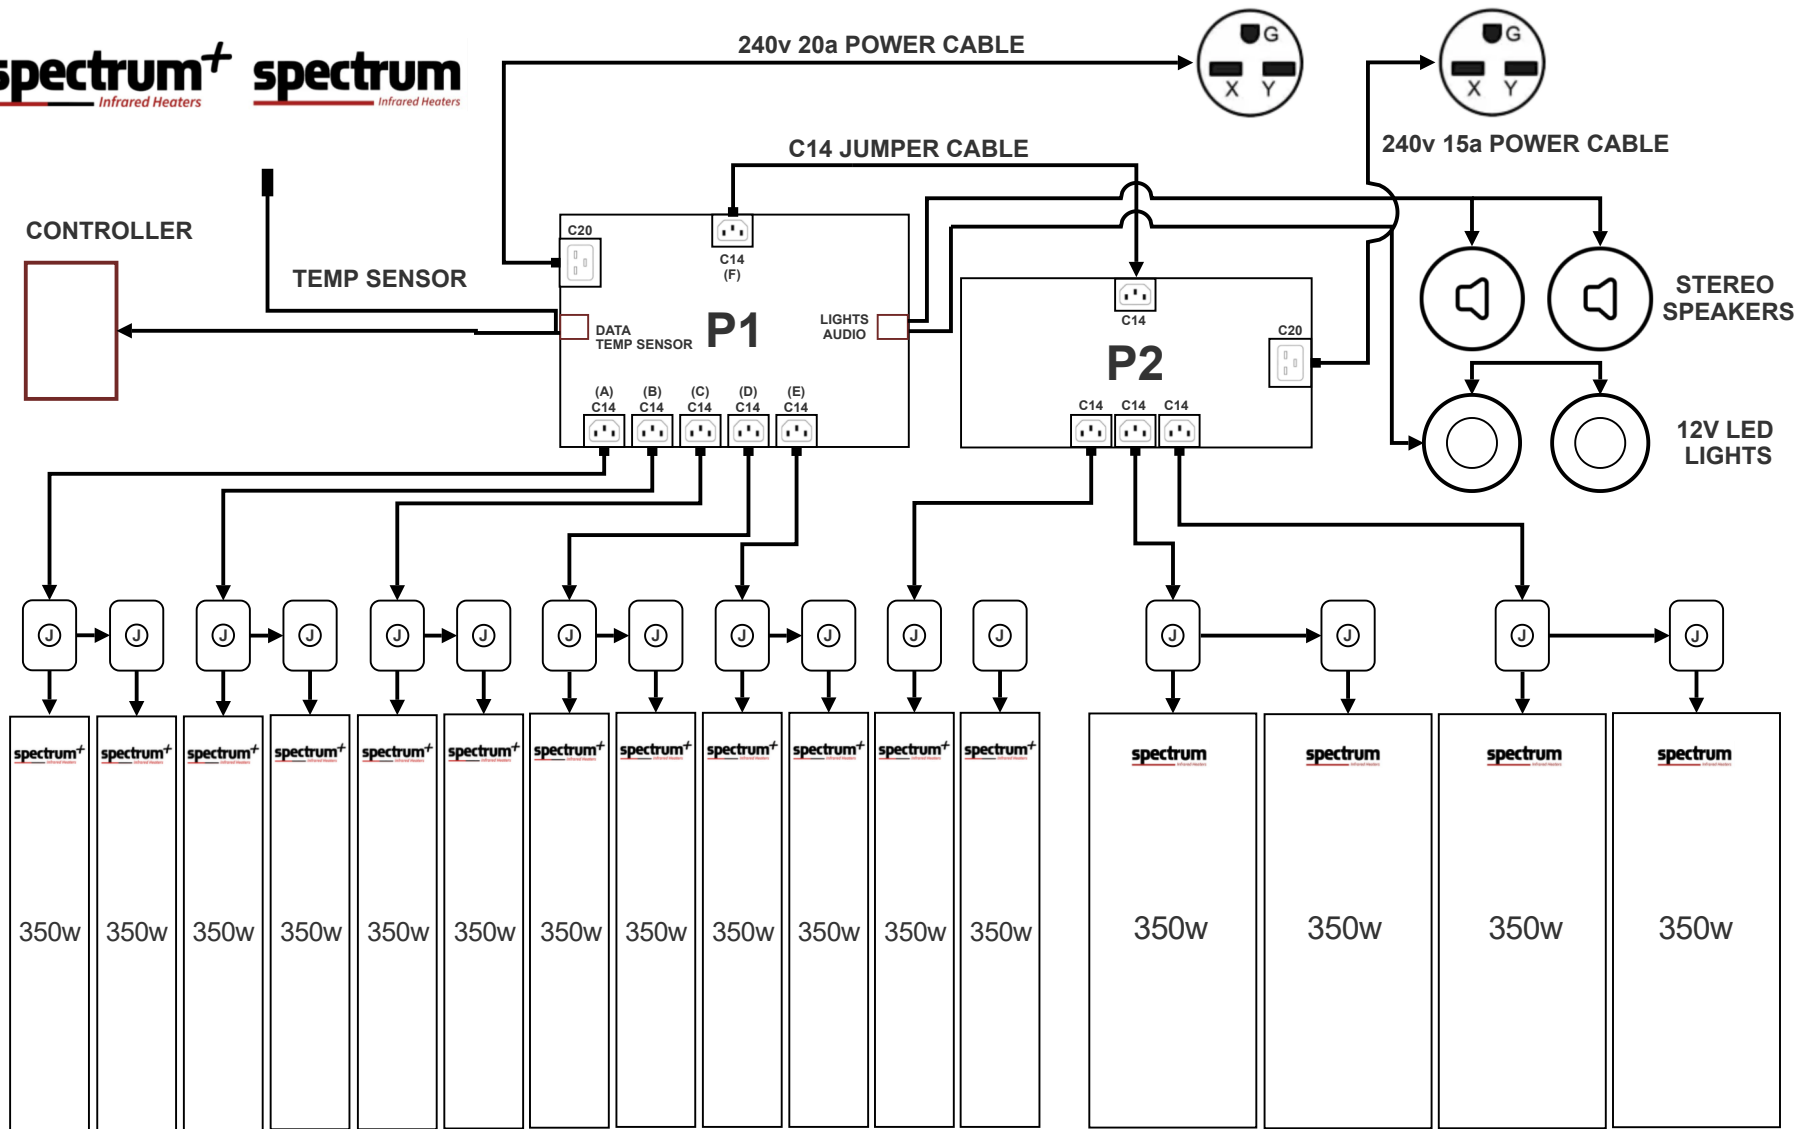 spectrum+ spectrum
Infrared Heaters Infrared Heaters
240v 20a POWER CABLE
G
X Y
G
X Y
240v 15a POWER CABLE
C14 JUMPER CABLE
CONTROLLER
TEMP SENSOR
C20
C14
(F)
DATA
TEMP SENSOR
P1
LIGHTS
AUDIO
(A) (B) (C) (D) (E)
C14 C14 C14 C14 C14
C14
P2
C20
C14 C14 C14
STEREO
SPEAKERS
12V LED
LIGHTS
J J J J J J J J J J J J J J J J
spectrum+ spectrum+ spectrum+ spectrum+ spectrum+ spectrum+ spectrum+ spectrum+ spectrum+ spectrum+ spectrum+ spectrum+ spectrum spectrum spectrum spectrum
350w 350w 350w 350w 350w 350w 350w 350w 350w 350w 350w 350w 350w 350w 350w 350w